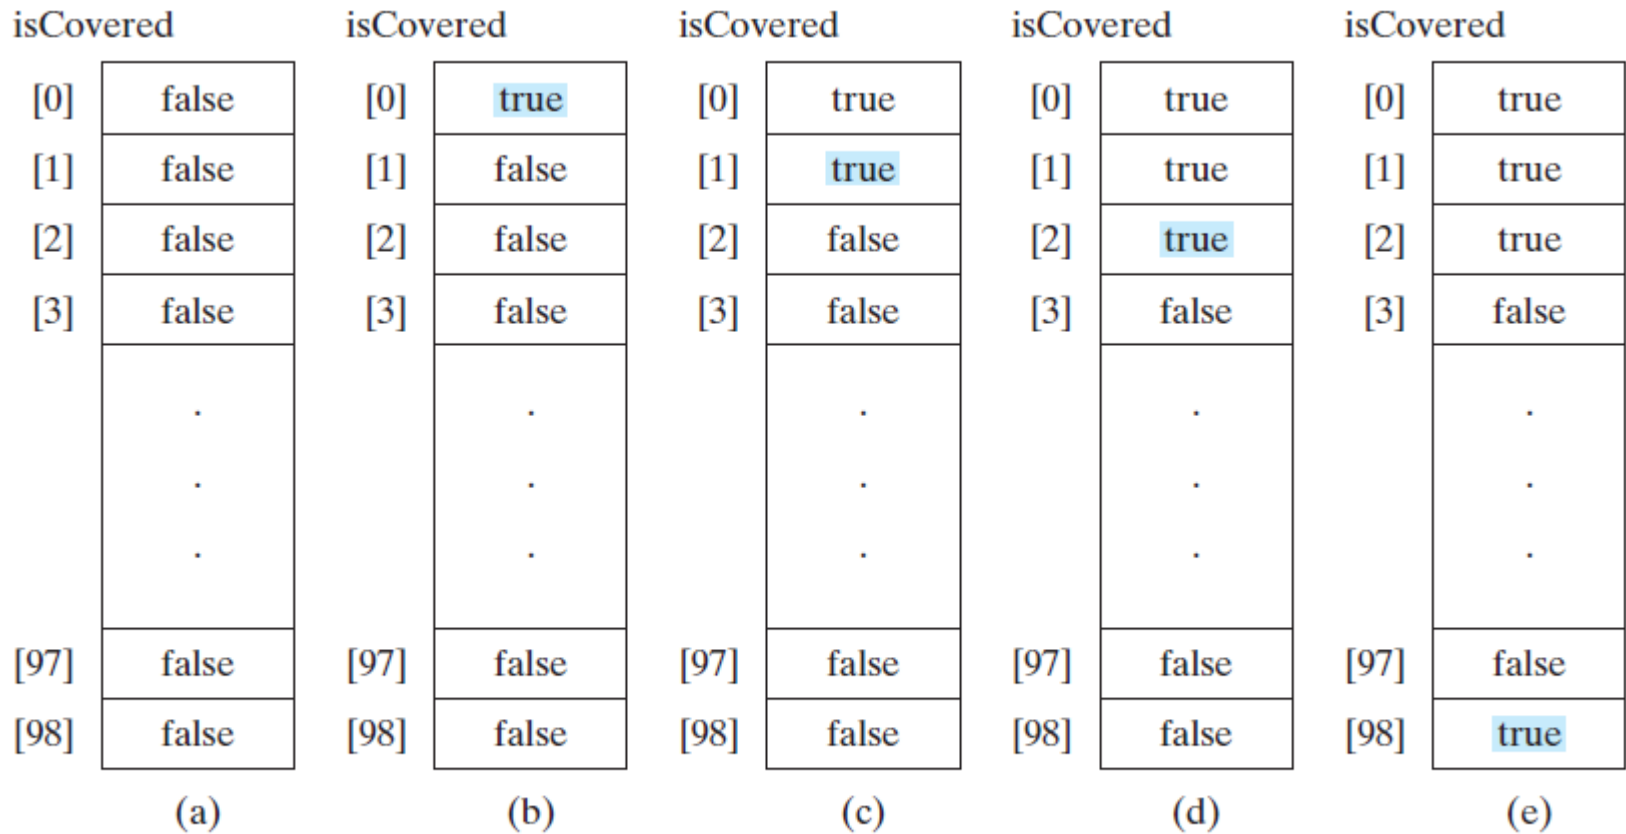 isCovered isCovered isCovered isCovered isCovered
[0] false [0] true [0] true [0] true [0] true
[1] false [1] false [1] true [1] true [1] true
[2] false [2] false [2] false [2] true [2] true
[3] false [3] false [3] false [3] false [3] false
. . . . .
. . . . .
. . . . .
[97] false [97] false [97] false [97] false [97] false
[98] false [98] false [98] false [98] false [98] true
(a) (b) (c) (d) (e)